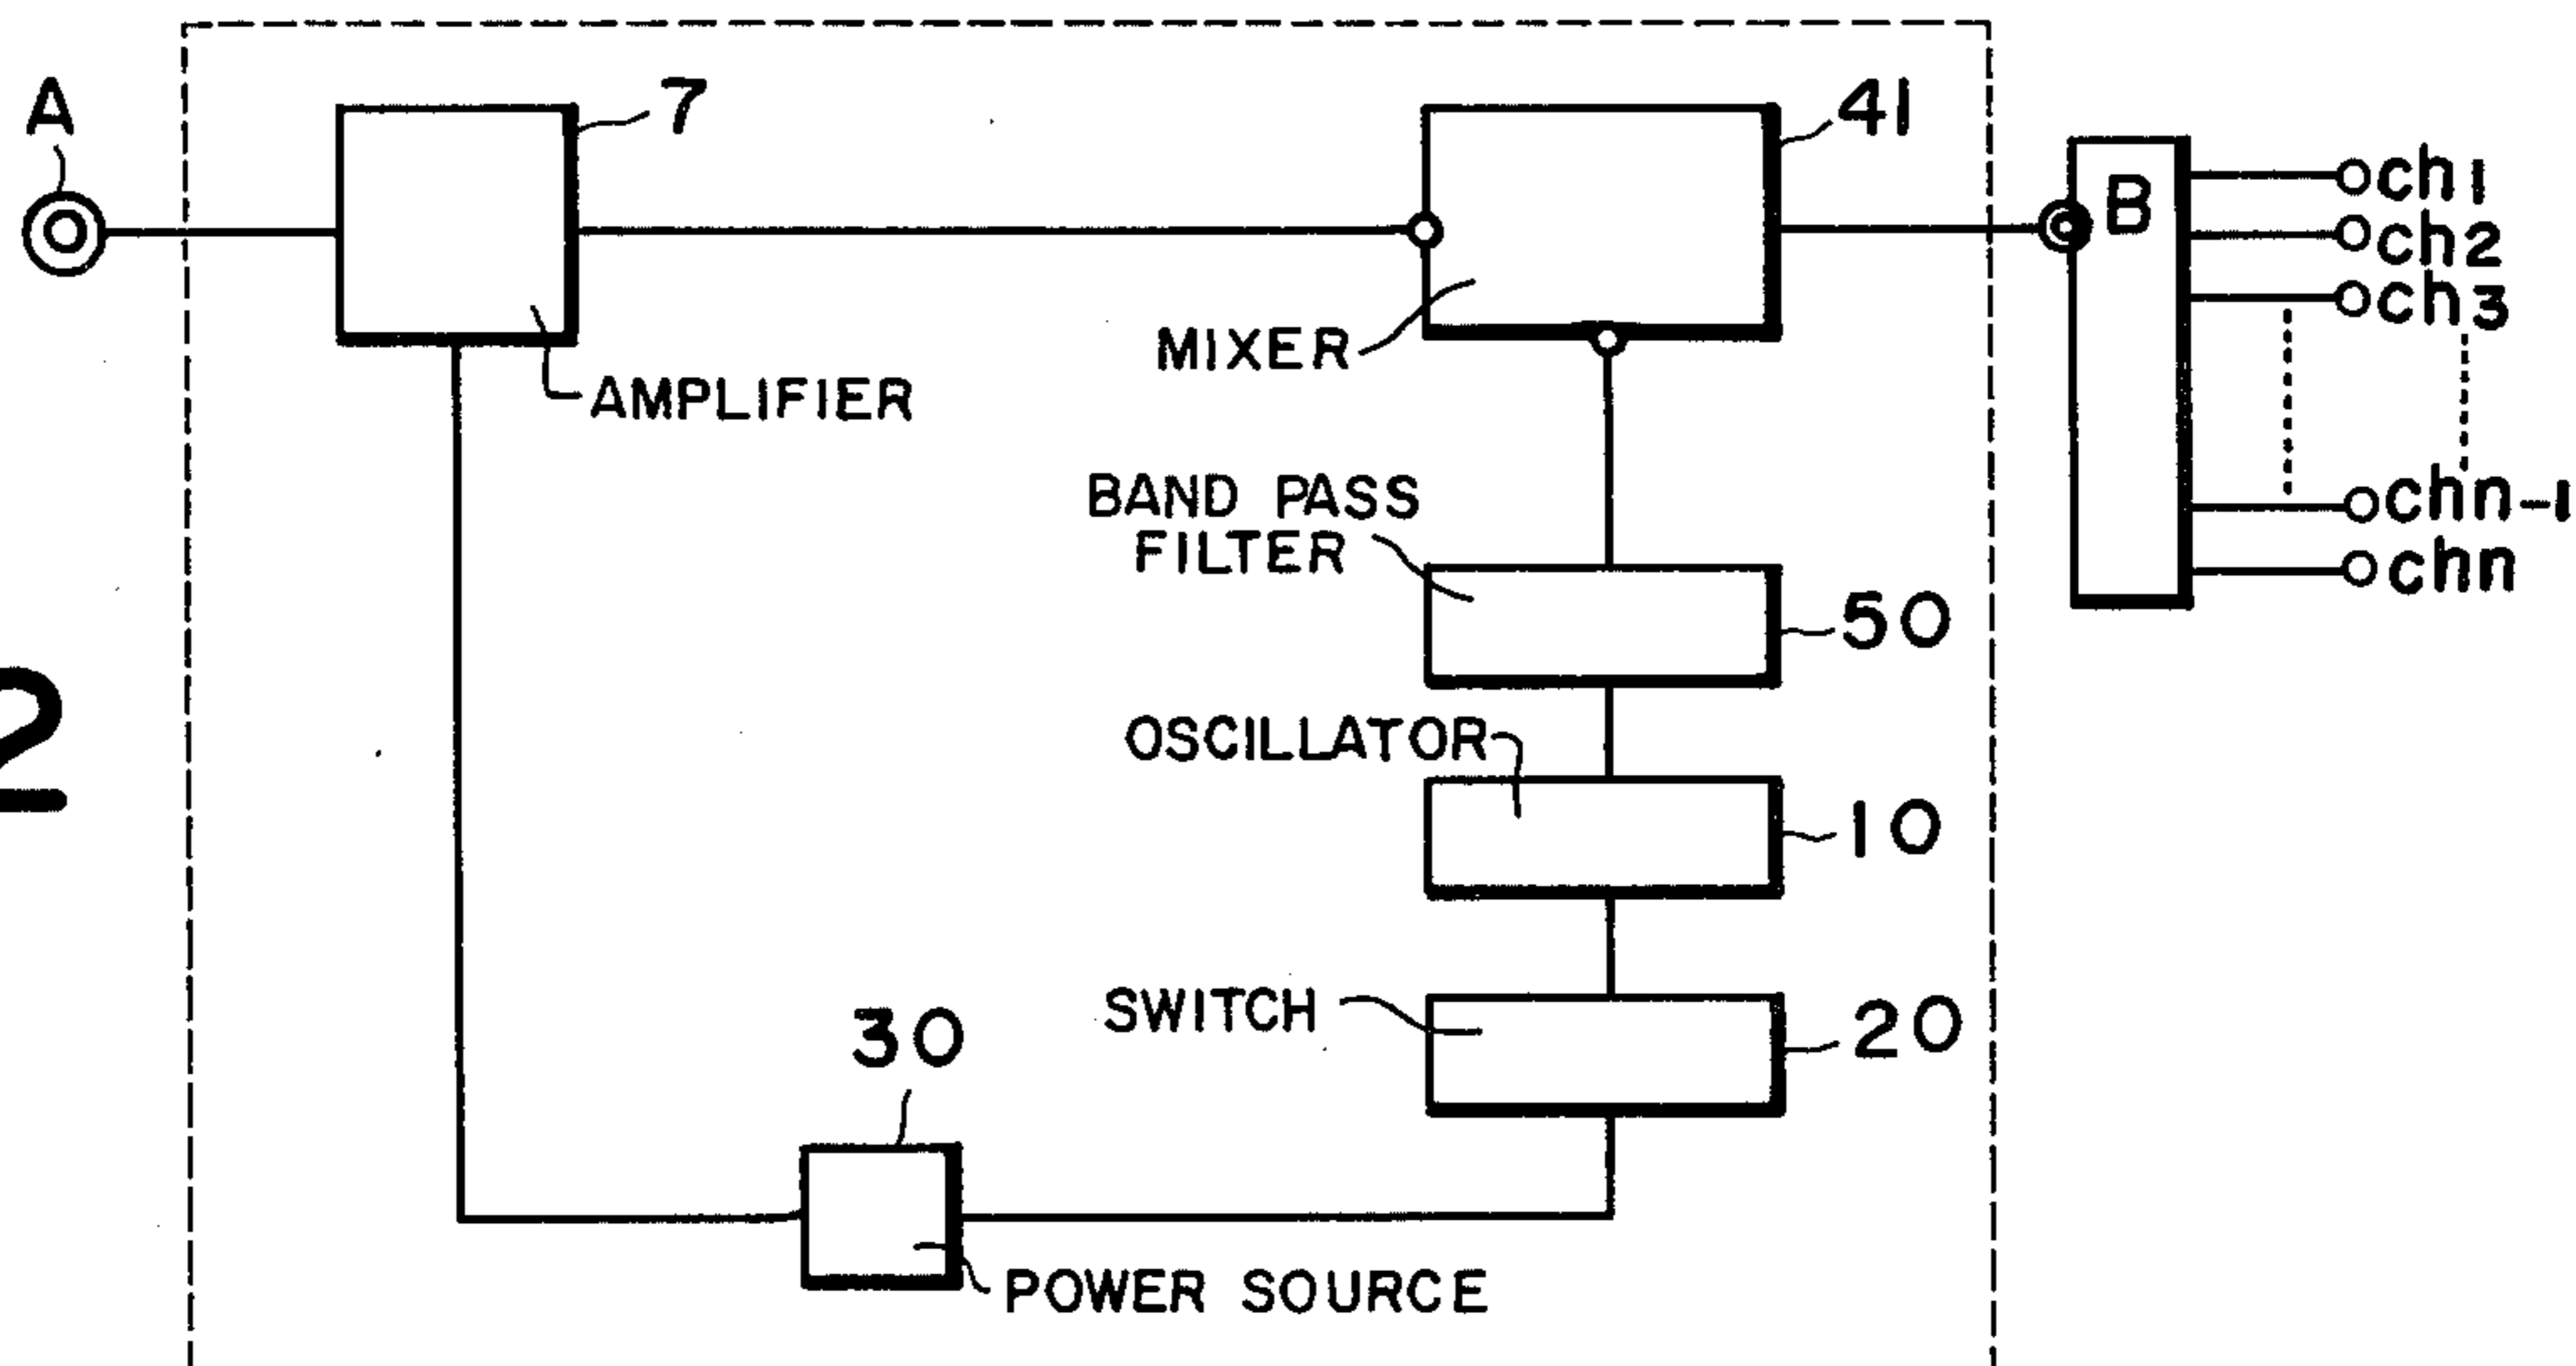 A
7
41
B
ch1
ch2
ch3
chn-1
chn
MIXER
AMPLIFIER
BAND PASS
FILTER
50
2
OSCILLATOR
10
SWITCH
20
30
POWER SOURCE